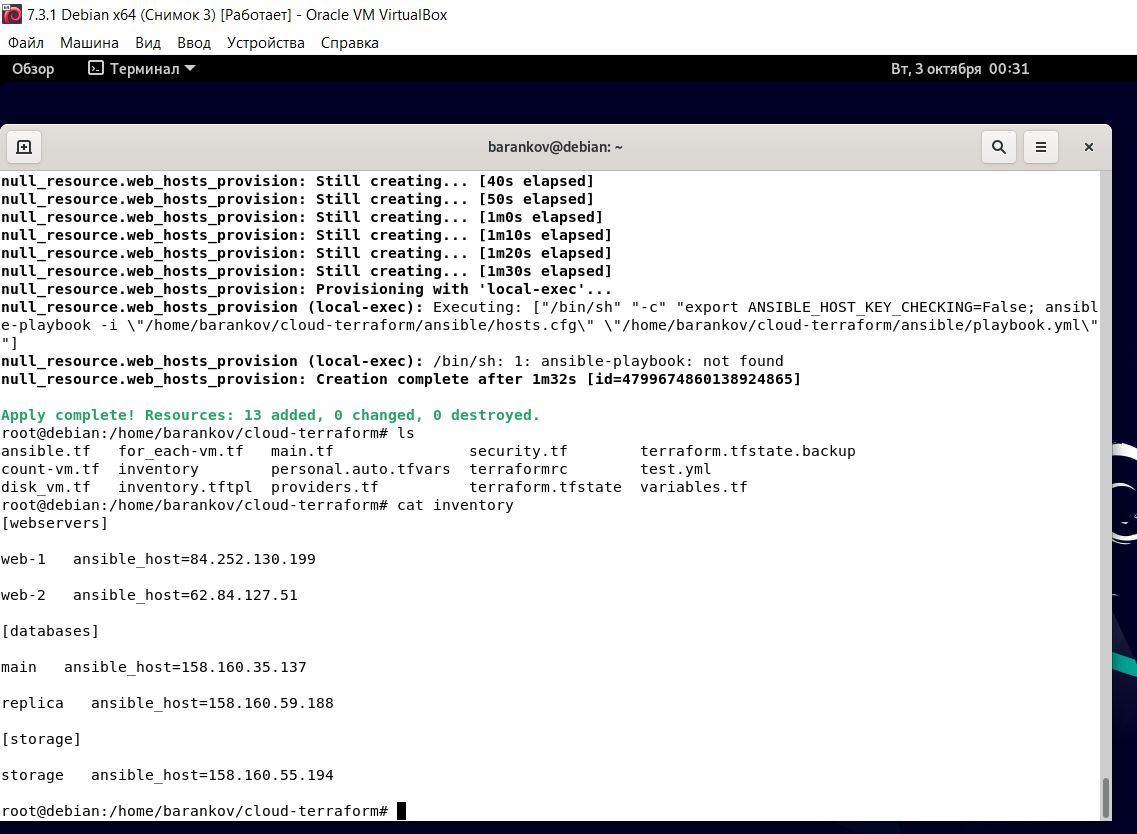 7.3.1 Debian x64 (Снимок 3) [Работает] - Oracle VM VirtualBox
Файл Машина Вид Ввод Устройства Справка
Обзор Терминал Вт, 3 октября 00:31
barankov@debian: ~
null_resource.web_hosts_provision: Still creating... [40s elapsed]
null_resource.web_hosts_provision: Still creating... [50s elapsed]
null_resource.web_hosts_provision: Still creating... [1m0s elapsed]
null_resource.web_hosts_provision: Still creating... [1m10s elapsed]
null_resource.web_hosts_provision: Still creating... [1m20s elapsed]
null_resource.web_hosts_provision: Still creating... [1m30s elapsed]
null_resource.web_hosts_provision: Provisioning with 'local-exec'...
null_resource.web_hosts_provision (local-exec): Executing: ["/bin/sh" "-c" "export ANSIBLE_HOST_KEY_CHECKING=False; ansibl
e-playbook -i \"/home/barankov/cloud-terraform/ansible/hosts.cfg\" \"/home/barankov/cloud-terraform/ansible/playbook.yml\"
"]
null_resource.web_hosts_provision (local-exec): /bin/sh: 1: ansible-playbook: not found
null_resource.web_hosts_provision: Creation complete after 1m32s [id=4799674860138924865]
Apply complete! Resources: 13 added, 0 changed, 0 destroyed.
root@debian:/home/barankov/cloud-terraform# ls
ansible.tf for_each-vm.tf main.tf security.tf terraform.tfstate.backup
count-vm.tf inventory personal.auto.tfvars terraformrc test.yml
disk_vm.tf inventory.tftpl providers.tf terraform.tfstate variables.tf
root@debian:/home/barankov/cloud-terraform# cat inventory
[webservers]
web-1 ansible_host=84.252.130.199
web-2 ansible_host=62.84.127.51
[databases]
main ansible_host=158.160.35.137
replica ansible_host=158.160.59.188
[storage]
storage ansible_host=158.160.55.194
root@debian:/home/barankov/cloud-terraform#